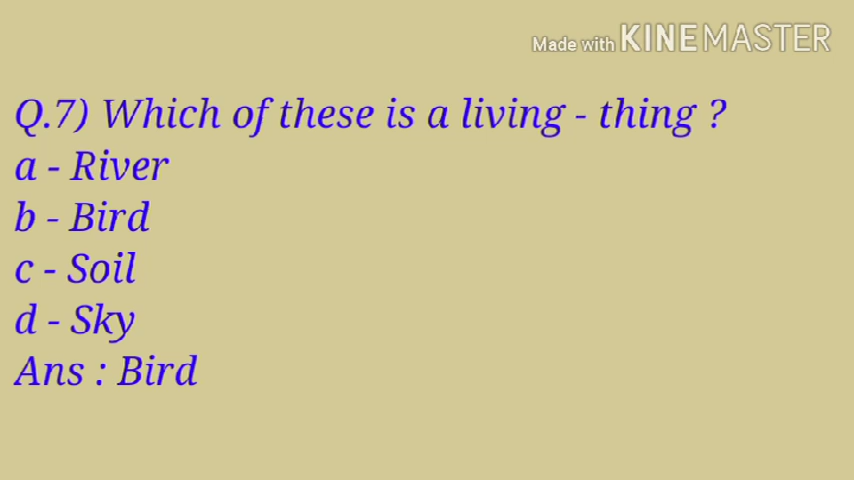 Made with KINEMASTER
Q.7) Which of these is a living - thing ?
a - River
b - Bird
c - Soil
d - Sky
Ans : Bird